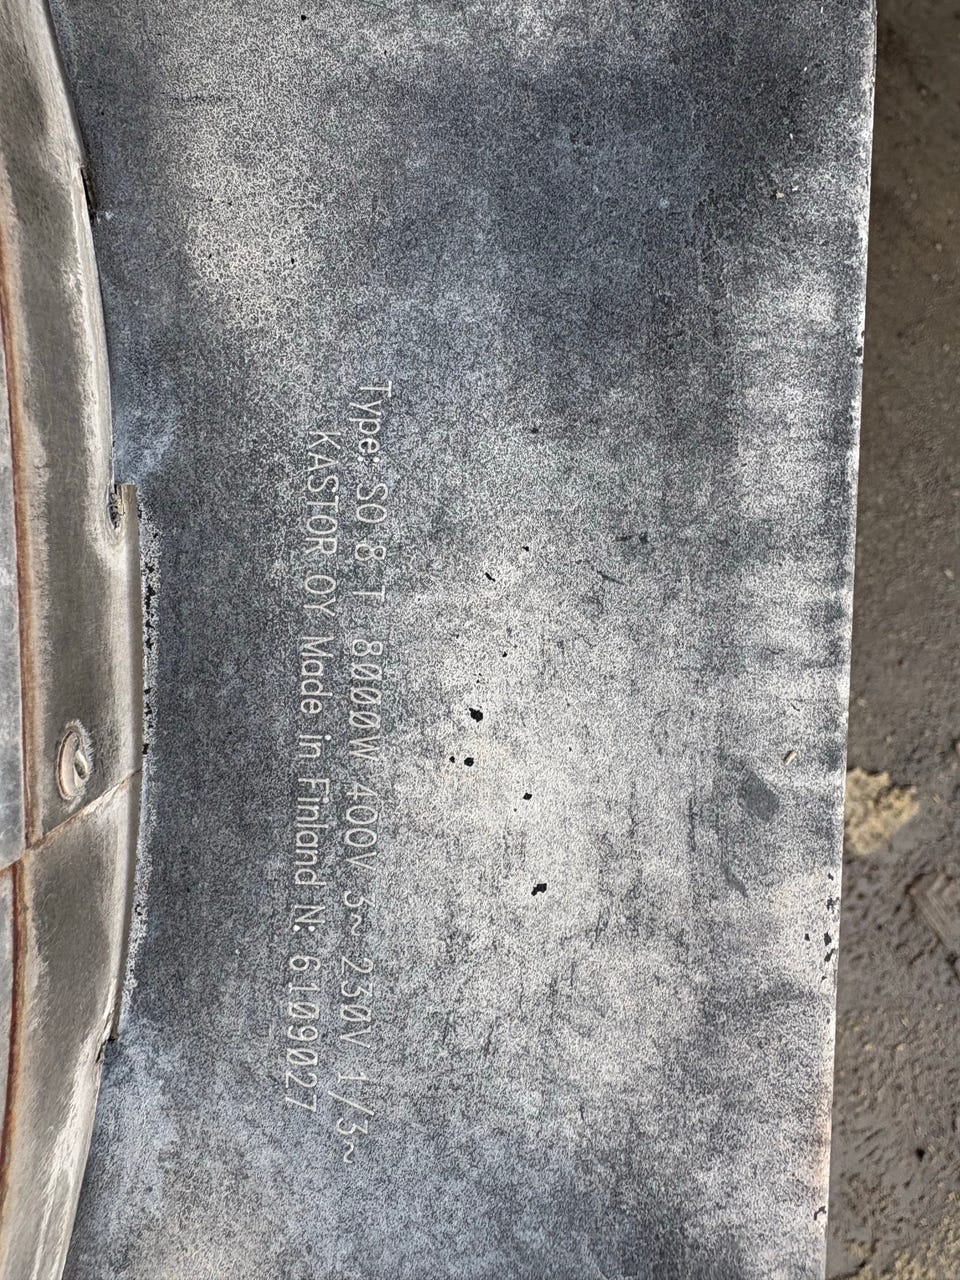 Type: SO 8 T 8000W 400V 3~ 230V 1/3~
KASTOR OY Made in Finland N: 6109027